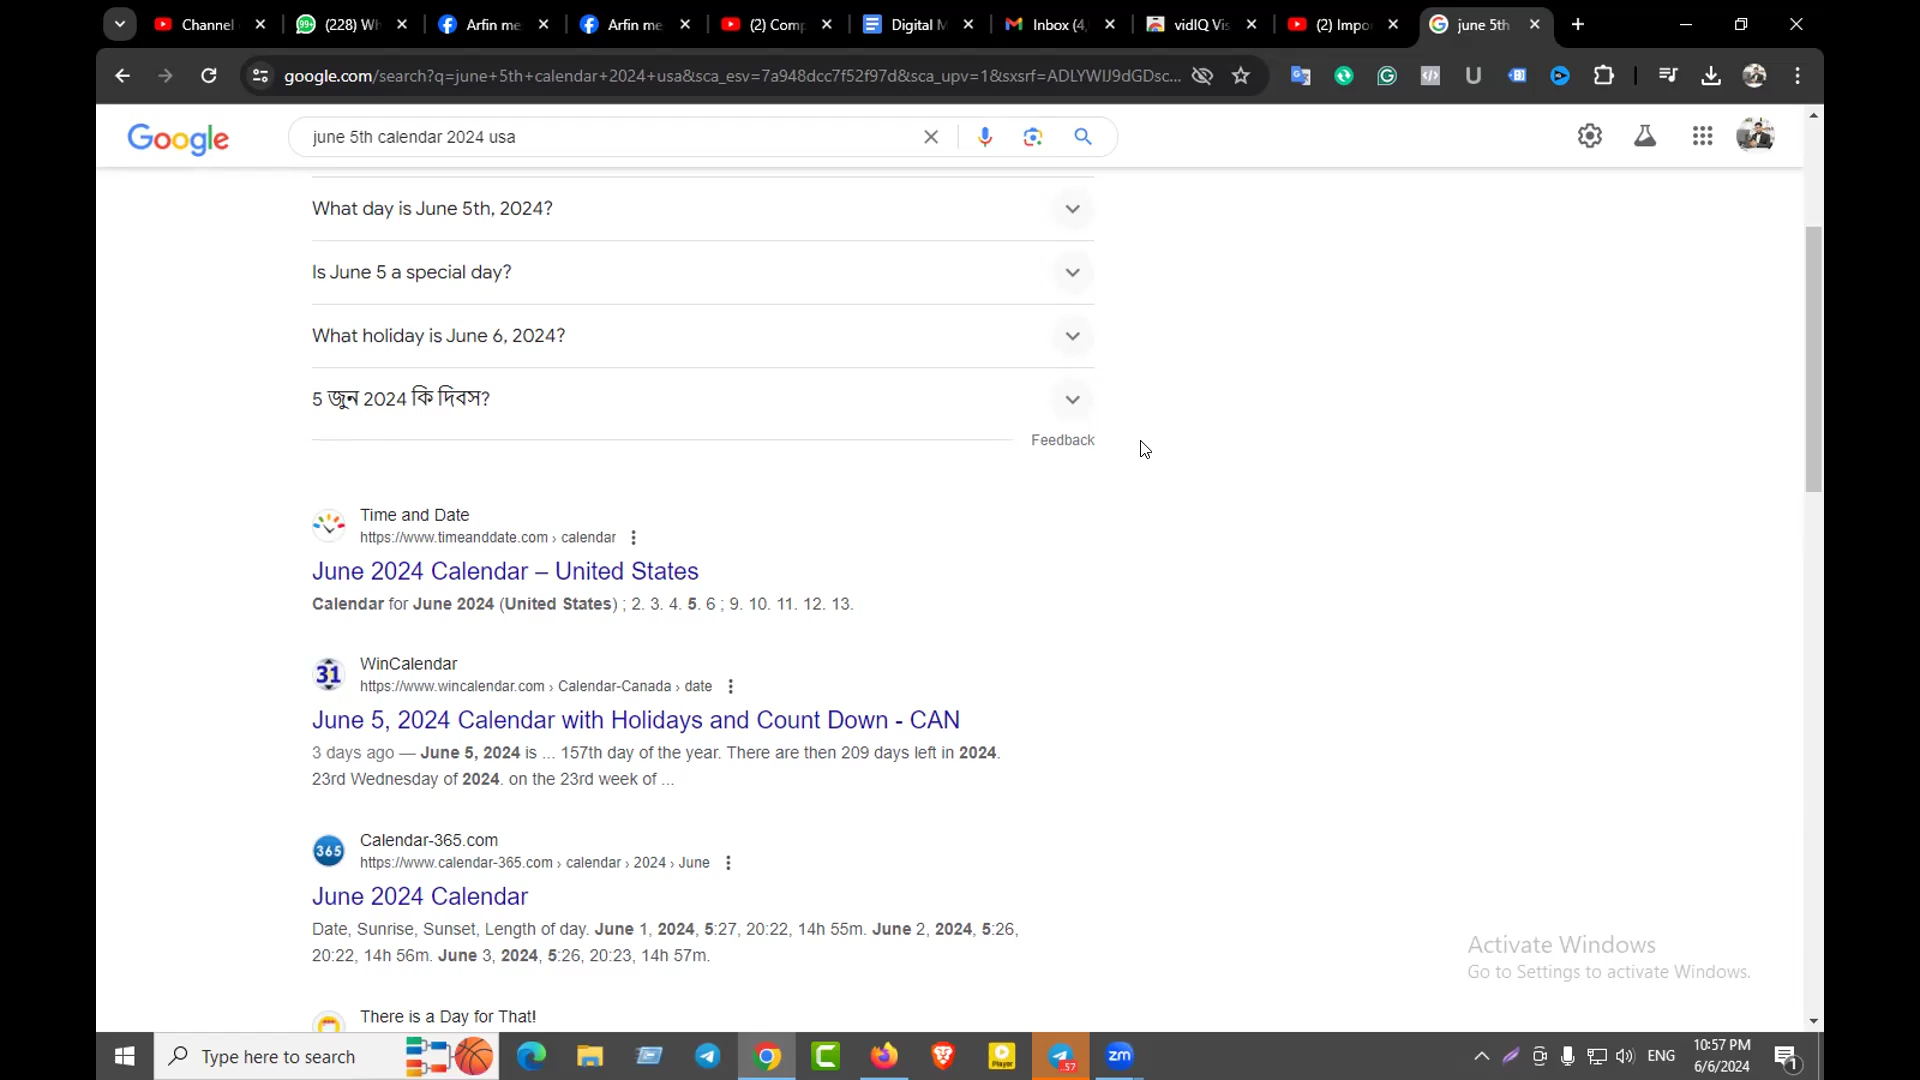 Channel
(228) Wh
Arfin me
Arfin me
(2) Comp
Digital M
Inbox (4,
vidIQ Vis
(2) Impo
june 5th
google.com/search?q=june+5th+calendar+2024+usa&sca_esv=7a948dcc7f52f97d&sca_upv=1&sxsrf=ADLYWIJ9dGDsc...
Google
june 5th calendar 2024 usa
What day is June 5th, 2024?
Is June 5 a special day?
What holiday is June 6, 2024?
5 জুন 2024 কি দিবস?
Feedback
Time and Date
https://www.timeanddate.com › calendar
June 2024 Calendar – United States
Calendar for June 2024 (United States) ; 2. 3. 4. 5. 6 ; 9. 10. 11. 12. 13.
31
WinCalendar
https://www.wincalendar.com › Calendar-Canada › date
June 5, 2024 Calendar with Holidays and Count Down - CAN
3 days ago — June 5, 2024 is ... 157th day of the year. There are then 209 days left in 2024.
23rd Wednesday of 2024. on the 23rd week of ...
365
Calendar-365.com
https://www.calendar-365.com › calendar › 2024 › June
June 2024 Calendar
Date, Sunrise, Sunset, Length of day. June 1, 2024, 5:27, 20:22, 14h 55m. June 2, 2024, 5:26,
20:22, 14h 56m. June 3, 2024, 5:26, 20:23, 14h 57m.
Activate Windows
Go to Settings to activate Windows.
There is a Day for That!
Type here to search
Player
57
zm
ENG
10:57 PM
6/6/2024
1